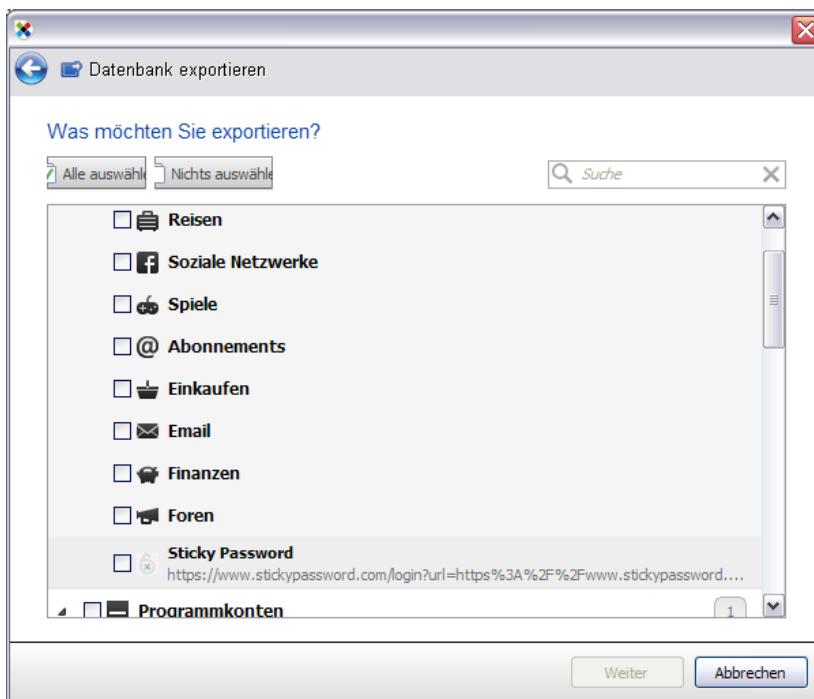 Datenbank exportieren
Was möchten Sie exportieren?
Alle auswähle Nichts auswähle
Suche
Reisen
Soziale Netzwerke
Spiele
@ Abonnements
Einkaufen
Email
Finanzen
Foren
Sticky Password
https://www.stickypassword.com/login?url=https%3A%2F%2Fwww.stickypassword....
Programmkonten 1
Weiter Abbrechen